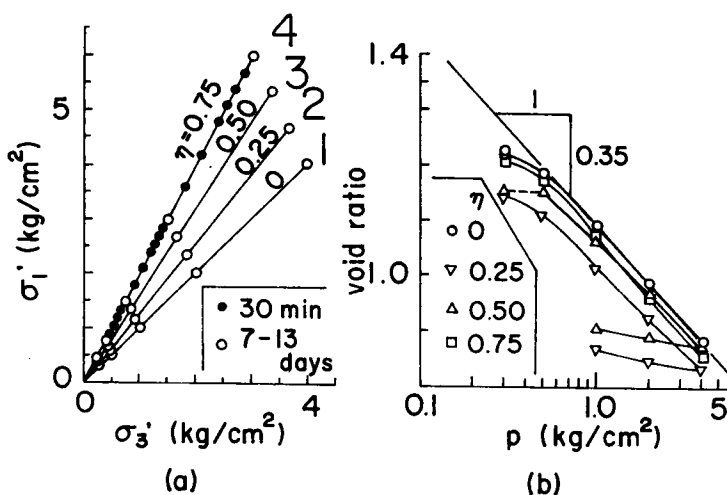 4
3
2
1
η=0.75
0.50
0.25
0
5
0
σ₁' (kg/cm²)
● 30 min
○ 7-13
days
0
4
σ₃' (kg/cm²)
(a)
1.4
1
0.35
void ratio
η
○ 0
▽ 0.25
△ 0.50
□ 0.75
1.0
0.1
1.0
5
p (kg/cm²)
(b)